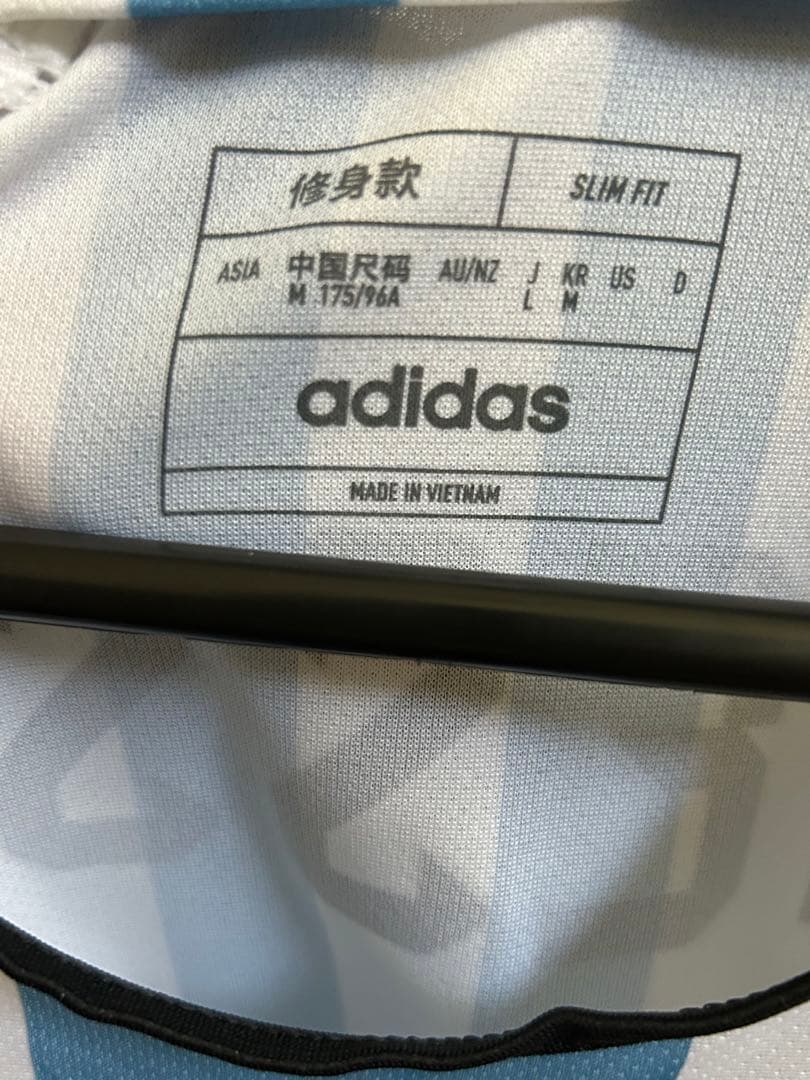 修身款 SLIM FIT
ASIA 中国尺码 AU/NZ J KR US D
M 175/96A L M
adidas
MADE IN VIETNAM